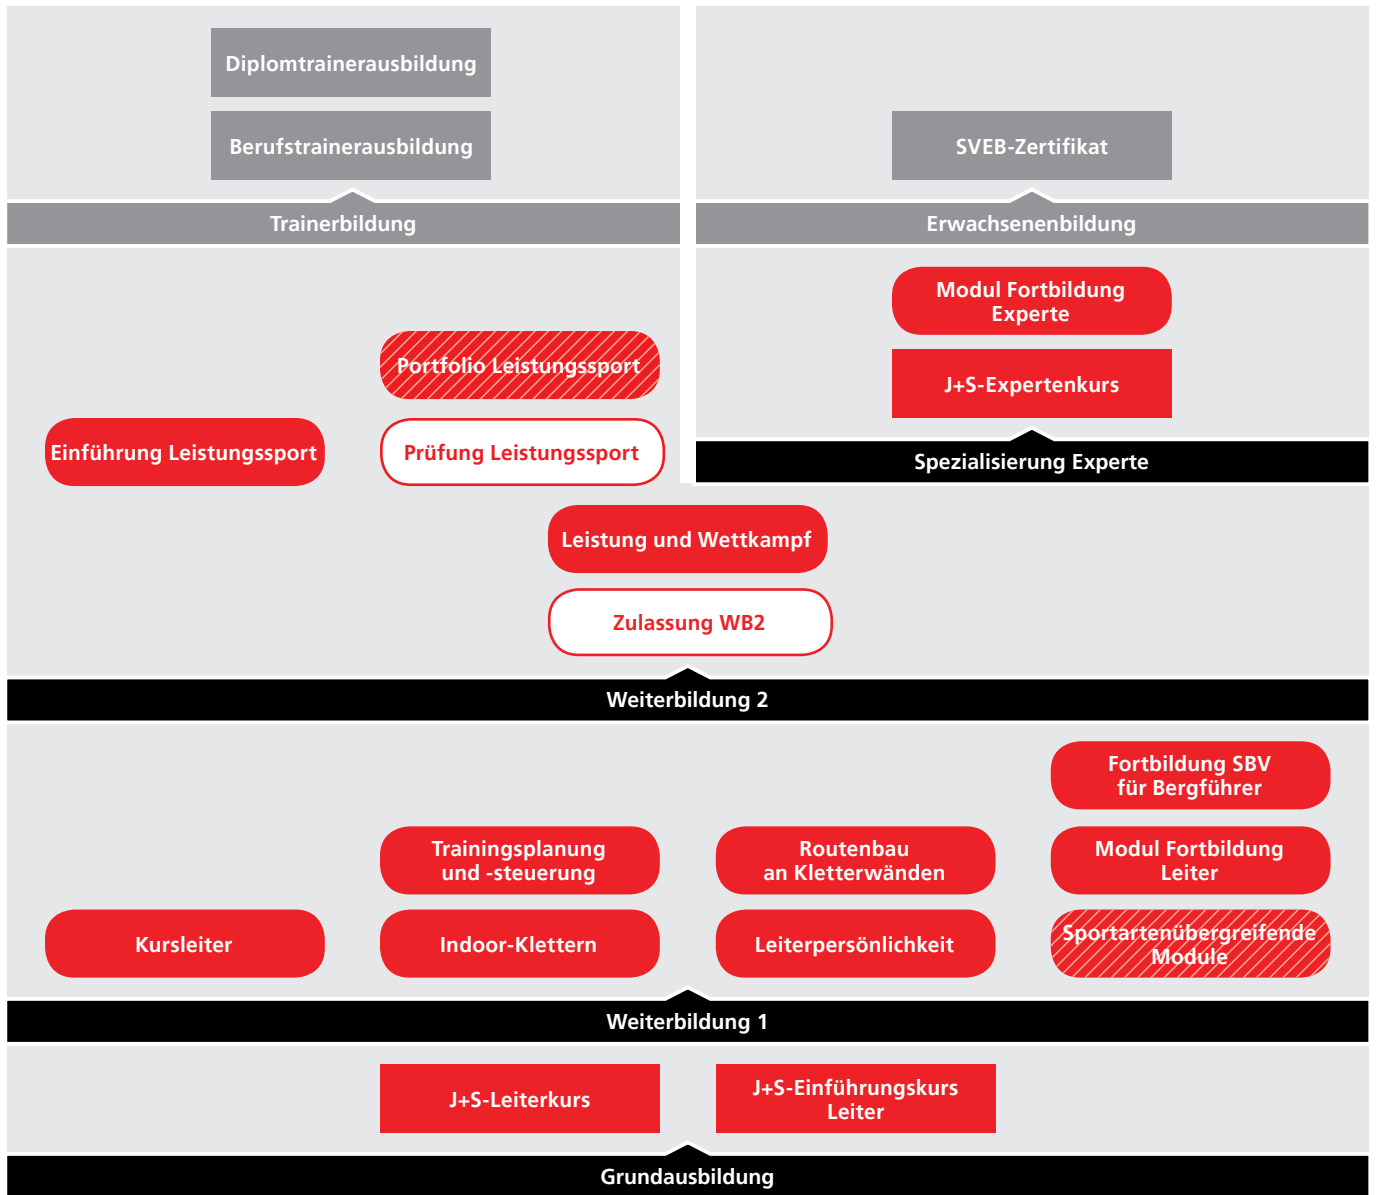 Diplomtrainerausbildung
Berufstrainerausbildung
SVEB-Zertifikat
Trainerbildung
Erwachsenenbildung
Modul Fortbildung
Experte
Portfolio Leistungssport
J+S-Expertenkurs
Einführung Leistungssport
Prüfung Leistungssport
Spezialisierung Experte
Leistung und Wettkampf
Zulassung WB2
Weiterbildung 2
Fortbildung SBV
für Bergführer
Trainingsplanung
und -steuerung
Routenbau
an Kletterwänden
Modul Fortbildung
Leiter
Kursleiter
Indoor-Klettern
Leiterpersönlichkeit
Sportartenübergreifende
Module
Weiterbildung 1
J+S-Leiterkurs
J+S-Einführungskurs
Leiter
Grundausbildung